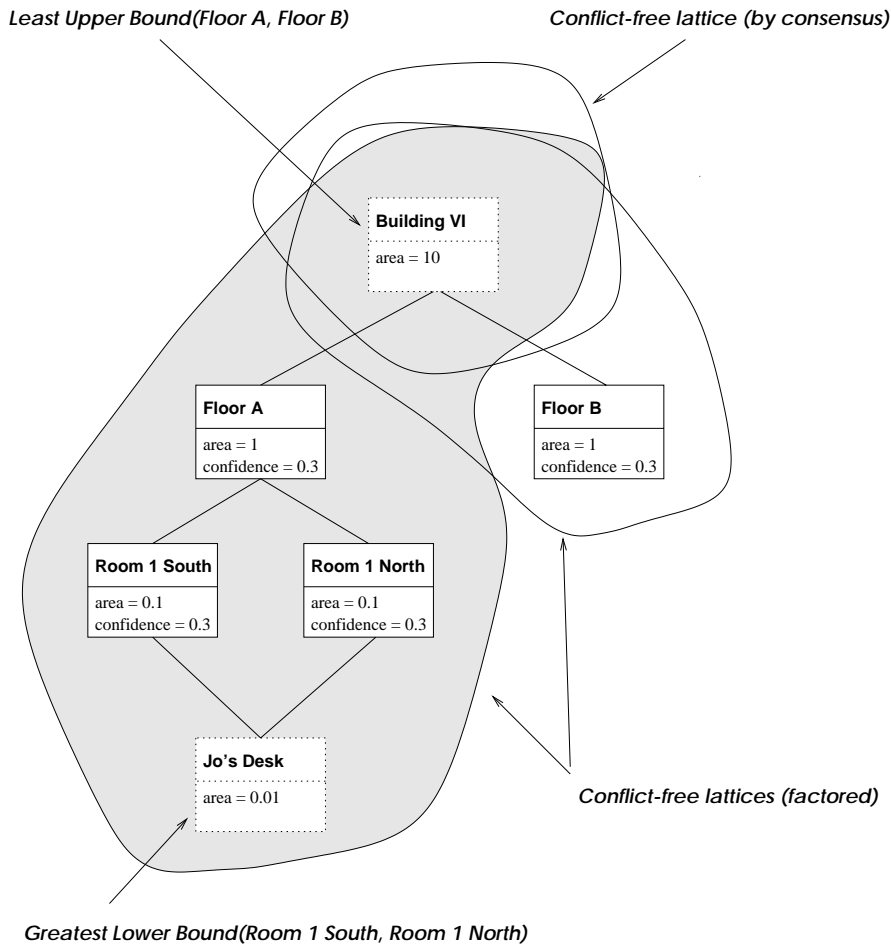 Least Upper Bound(Floor A, Floor B)
Conflict-free lattice (by consensus)
Building VI
area = 10
Floor A
area = 1
confidence = 0.3
Floor B
area = 1
confidence = 0.3
Room 1 South
area = 0.1
confidence = 0.3
Room 1 North
area = 0.1
confidence = 0.3
Jo's Desk
area = 0.01
Conflict-free lattices (factored)
Greatest Lower Bound(Room 1 South, Room 1 North)